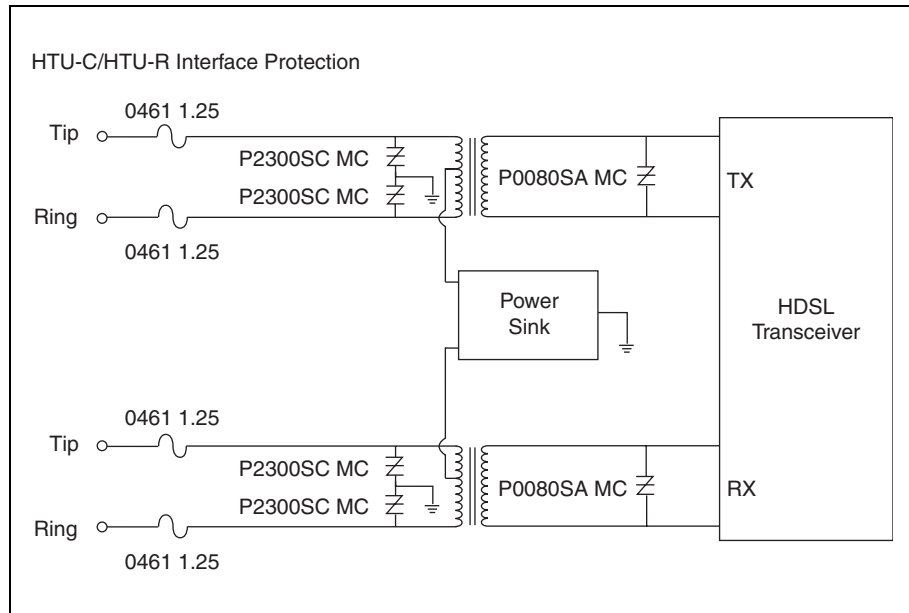 HTU-C/HTU-R Interface Protection
0461 1.25
Tip
P2300SC MC
P2300SC MC
P0080SA MC
TX
Ring
0461 1.25
Power
Sink
HDSL
Transceiver
0461 1.25
Tip
P2300SC MC
P2300SC MC
P0080SA MC
RX
Ring
0461 1.25